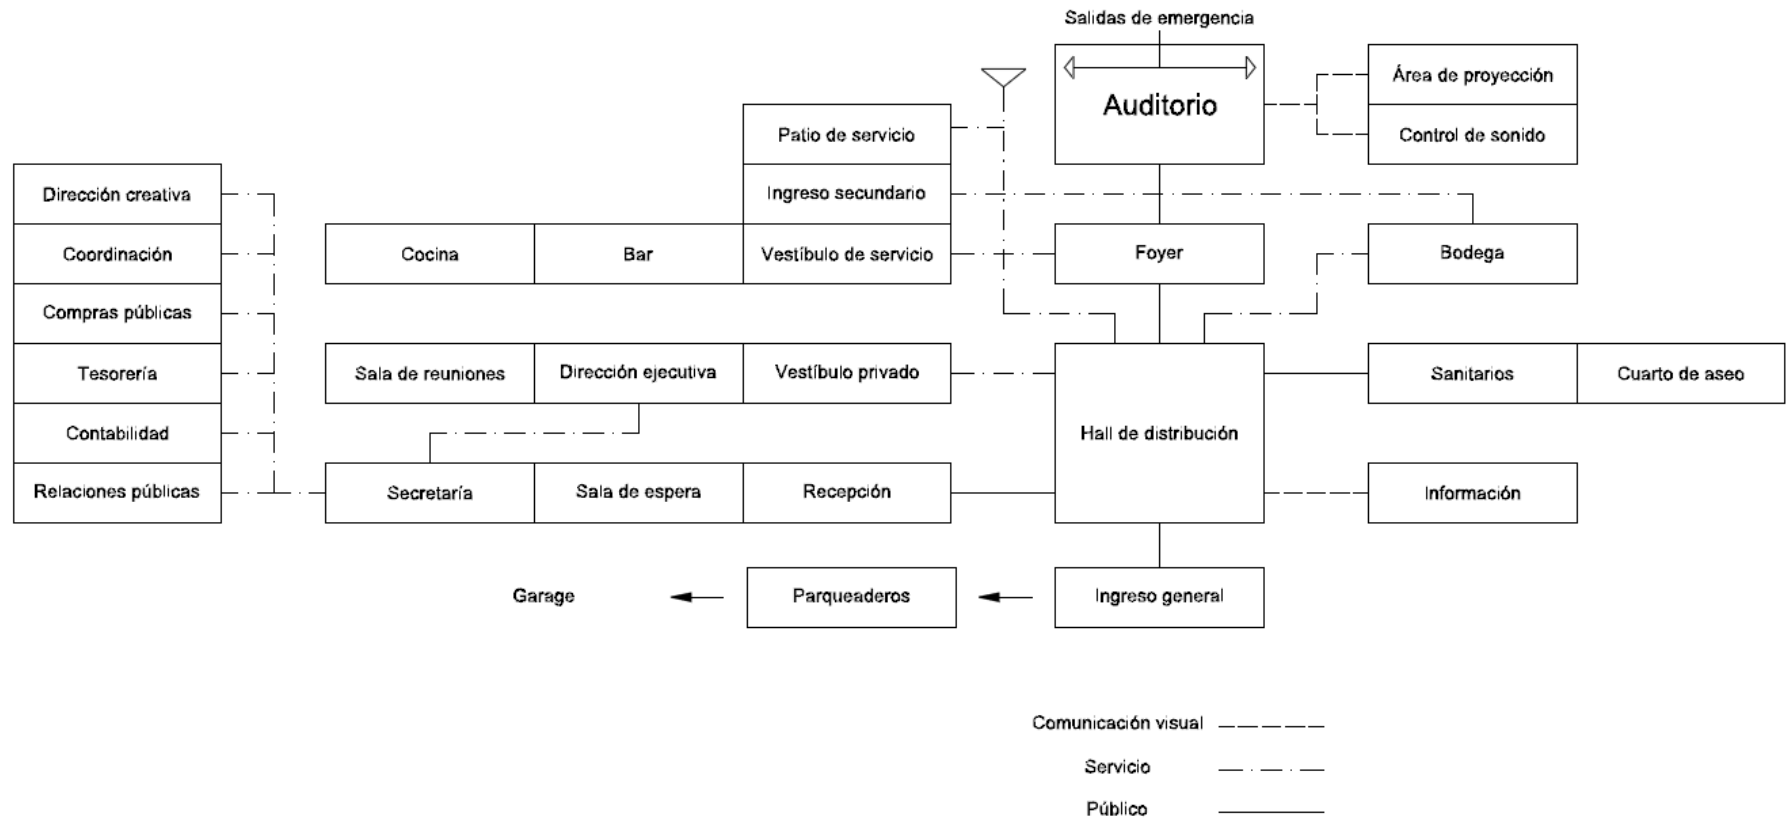 Salidas de emergencia
Auditorio
Área de proyección
Control de sonido
Patio de servicio
Ingreso secundario
Vestíbulo de servicio
Bar
Cocina
Foyer
Bodega
Dirección creativa
Coordinación
Compras públicas
Tesorería
Contabilidad
Relaciones públicas
Sala de reuniones
Dirección ejecutiva
Vestíbulo privado
Hall de distribución
Sanitarios
Cuarto de aseo
Secretaría
Sala de espera
Recepción
Información
Garage
Parqueaderos
Ingreso general
Comunicación visual
Servicio
Público